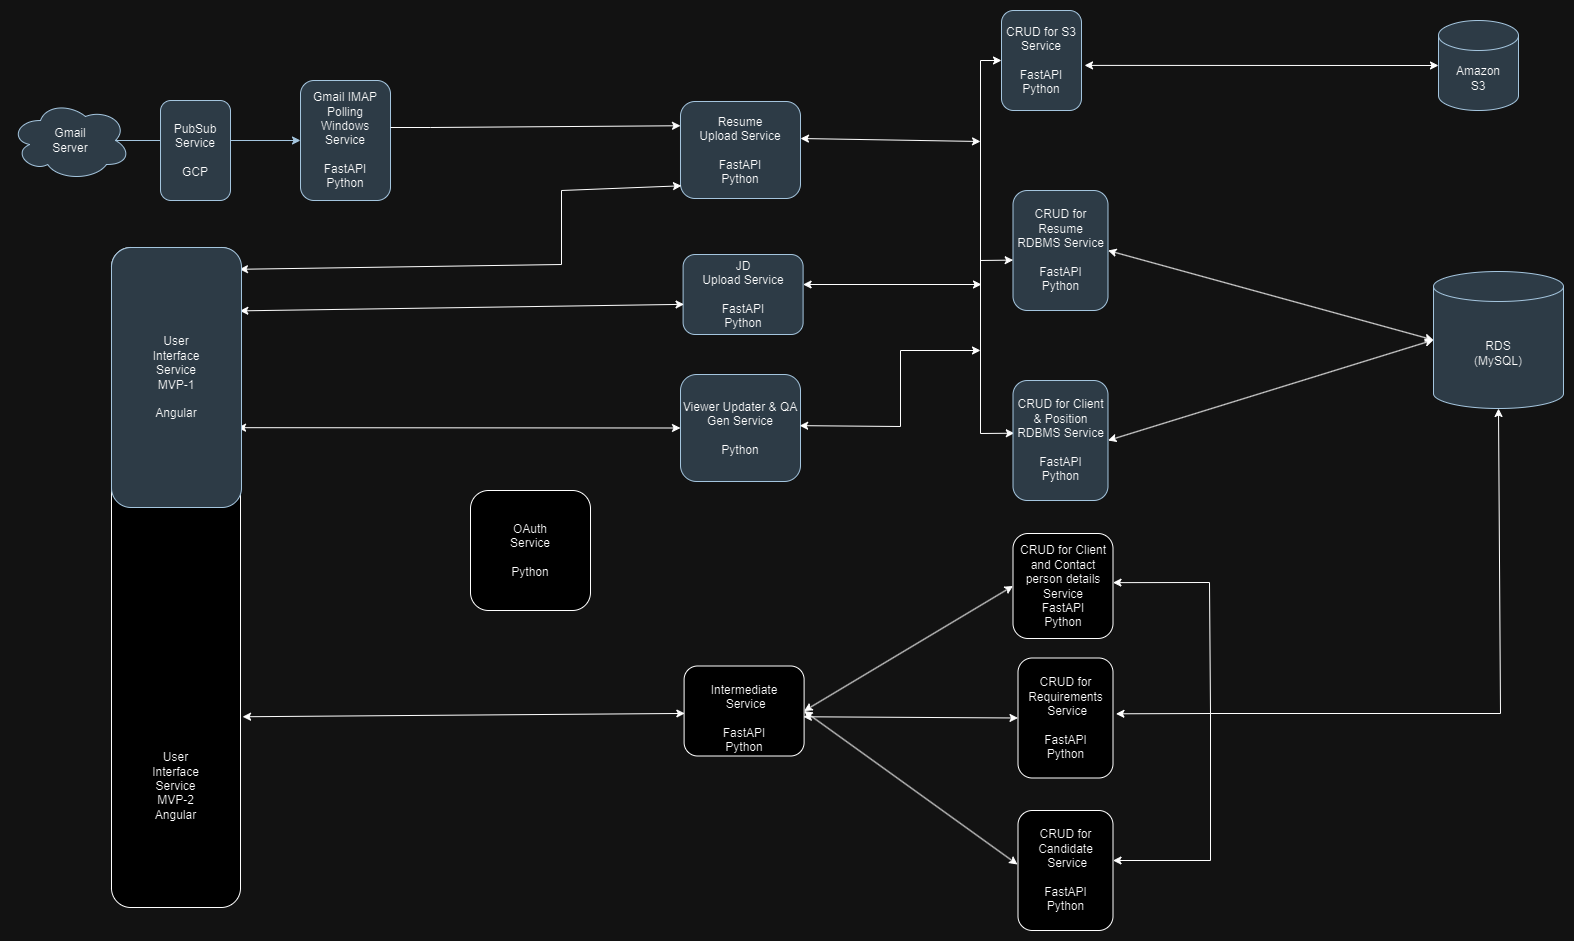 Gmail
Server
PubSub
Service
GCP
Gmail IMAP
Polling
Windows
Service
FastAPI
Python
Resume
Upload Service
FastAPI
Python
CRUD for S3
Service
FastAPI
Python
Amazon
S3
User
Interface
Service
MVP-1
Angular
JD
Upload Service
FastAPI
Python
CRUD for
Resume
RDBMS Service
FastAPI
Python
RDS
(MySQL)
Viewer Updater & QA
Gen Service
Python
CRUD for Client
& Position
RDBMS Service
FastAPI
Python
OAuth
Service
Python
CRUD for Client
and Contact
person details
Service
FastAPI
Python
Intermediate
Service
FastAPI
Python
CRUD for
Requirements
Service
FastAPI
Python
User
Interface
Service
MVP-2
Angular
CRUD for
Candidate
Service
FastAPI
Python